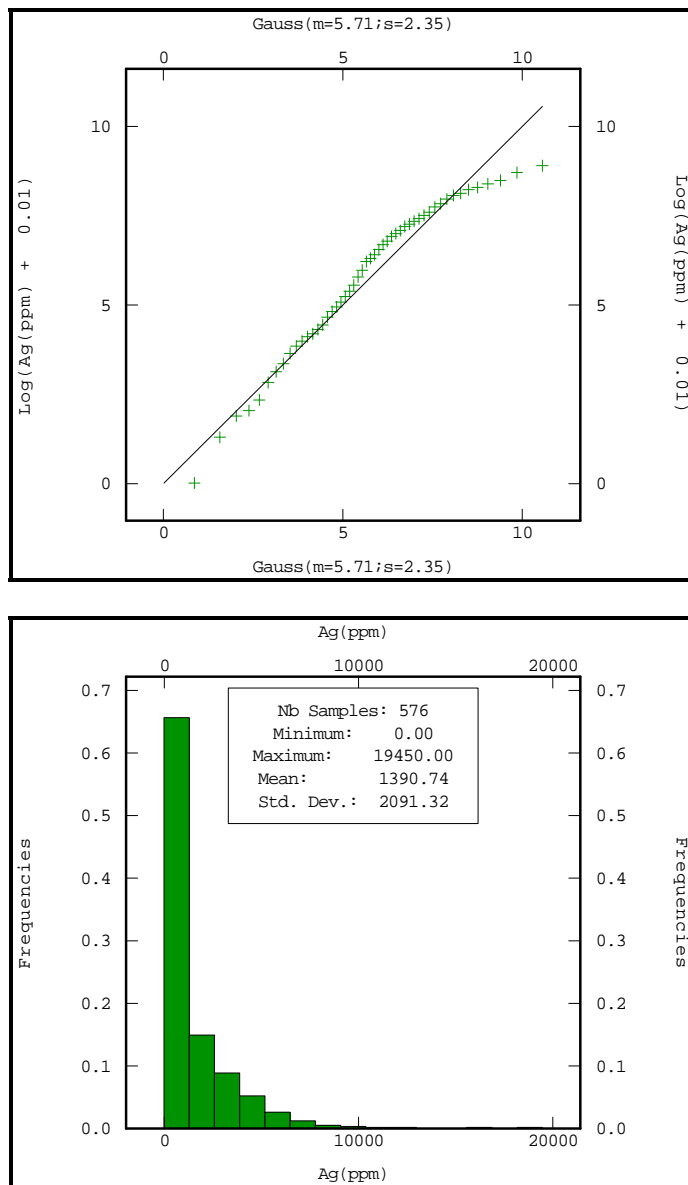 Gauss(m=5.71;s=2.35)
0 5 10
10 10
Log(Ag(ppm) + 0.01)
Log(Ag(ppm) + 0.01)
5 5
0 0
0 5 10
Gauss(m=5.71;s=2.35)
Ag(ppm)
0 10000 20000
0.7 0.7
Nb Samples: 576
Minimum: 0.00
0.6 0.6
Maximum: 19450.00
Mean: 1390.74
Std. Dev.: 2091.32
0.5 0.5
0.4 0.4
Frequencies
Frequencies
0.3 0.3
0.2 0.2
0.1 0.1
0.0 0.0
0 10000 20000
Ag(ppm)